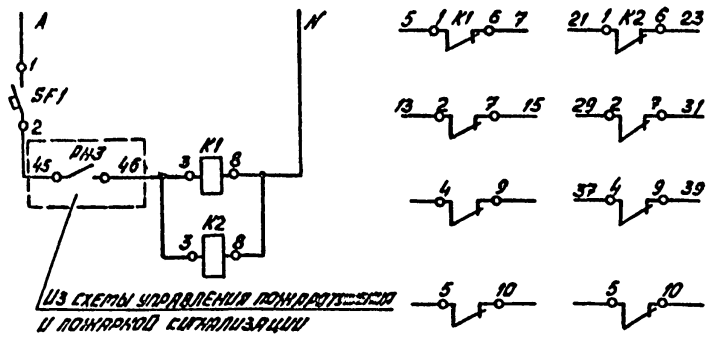 A N
1
SF1
2
45 РН3 46
3 K1 8
3 K2 8
ИЗ СХЕМЫ УПРАВЛЕНИЯ
И ПОЖАРНОЙ СИГНАЛИЗАЦИИ
5 1 K1 6 7
21 1 K2 6 23
13 2 7 15
29 2 7 31
4 9
37 4 9 39
5 10
5 10